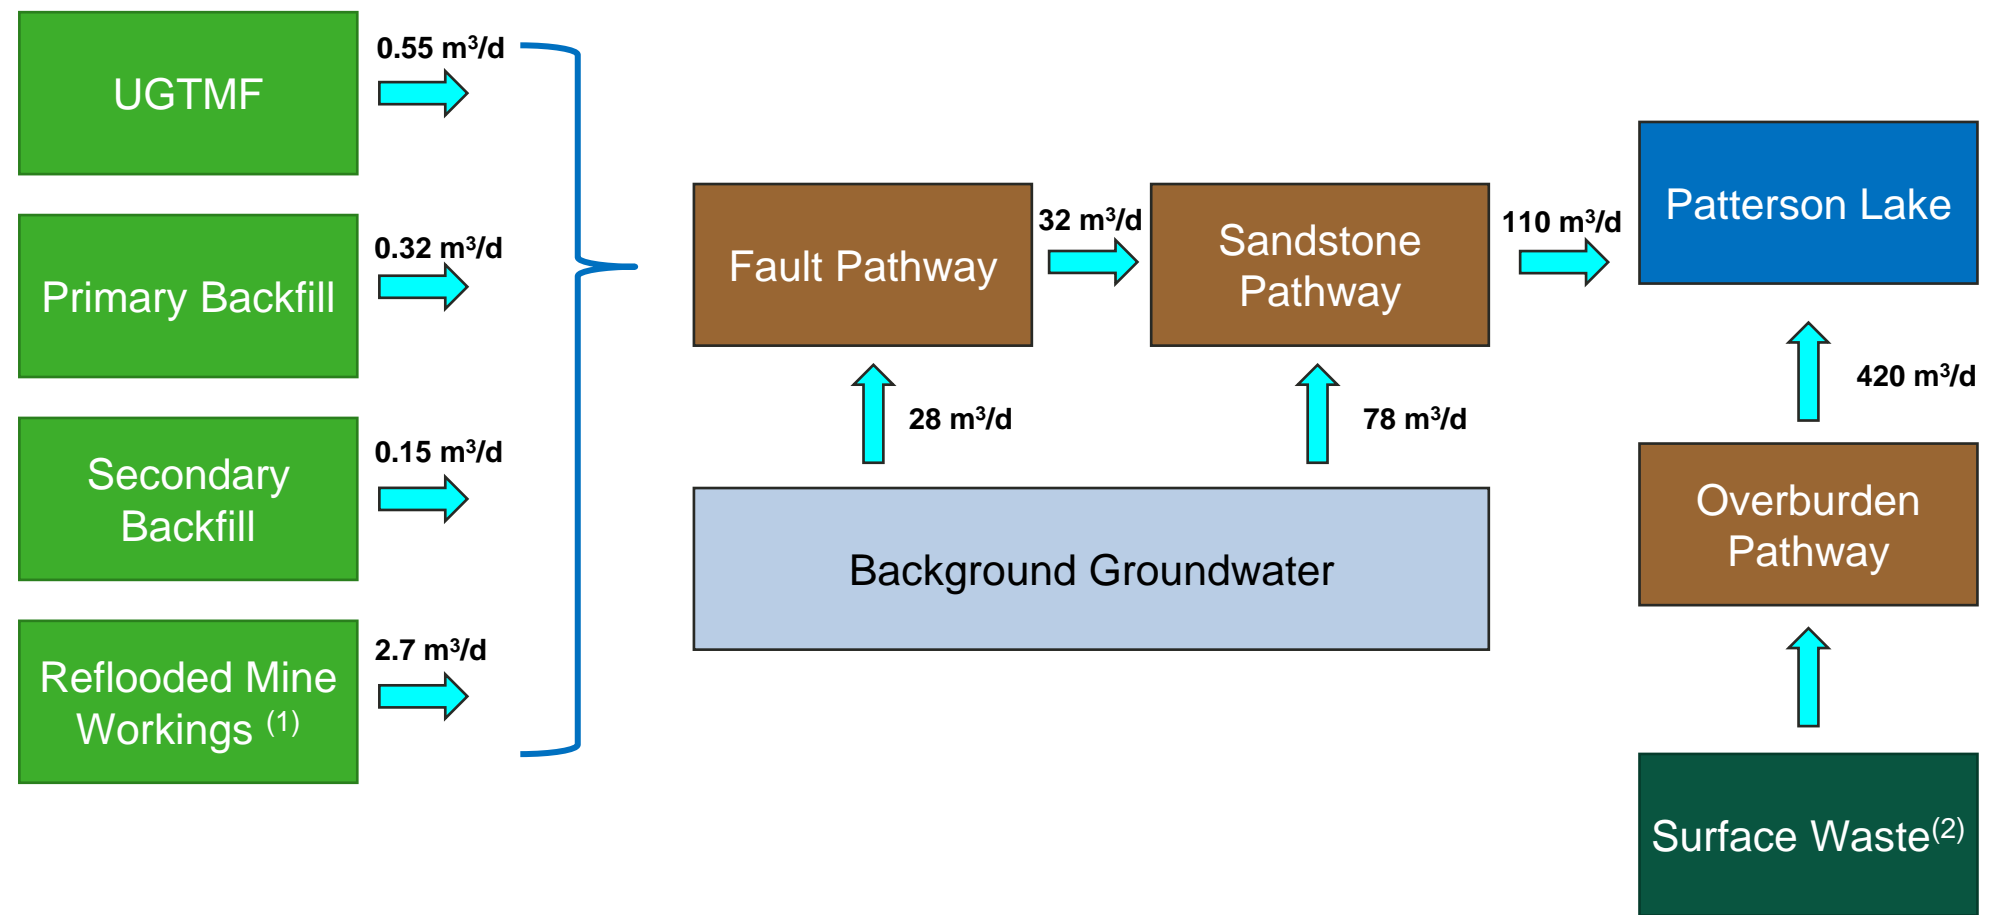 UGTMF
0.55 m³/d
Primary Backfill
0.32 m³/d
Secondary
Backfill
0.15 m³/d
Reflooded Mine
Workings ⁽¹⁾
2.7 m³/d
Fault Pathway
32 m³/d
Sandstone
Pathway
110 m³/d
Patterson Lake
28 m³/d
78 m³/d
420 m³/d
Background Groundwater
Overburden
Pathway
Surface Waste⁽²⁾